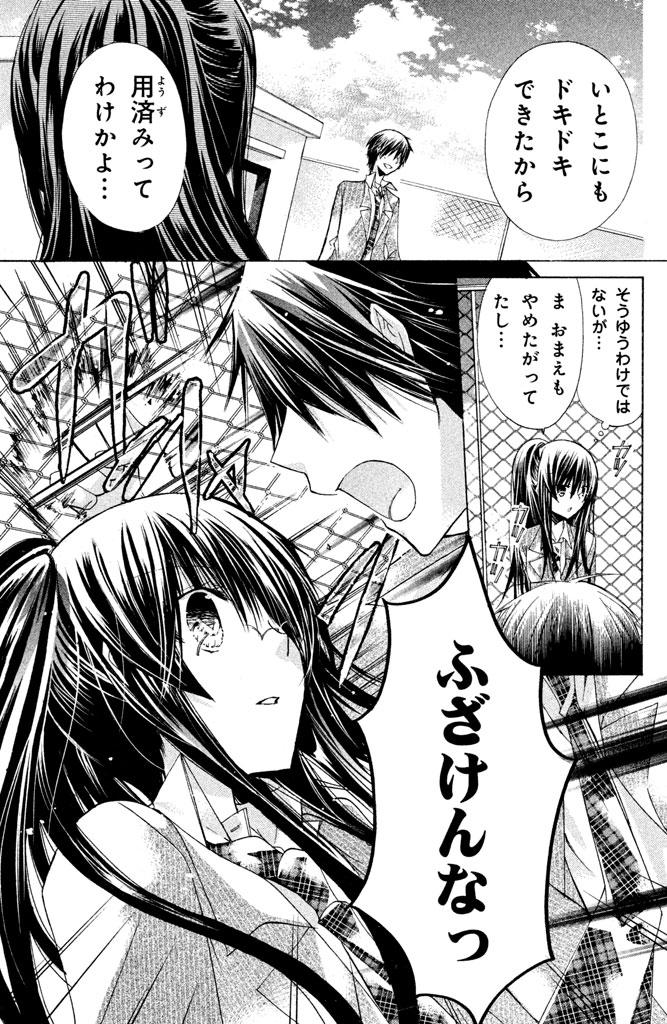 いとこにも
ドキドキ
できたから
用済みって
わけかよ…
そうゆうわけでは
ないが…
ま おまえも
やめたがって
たし…
ふざけんなっ